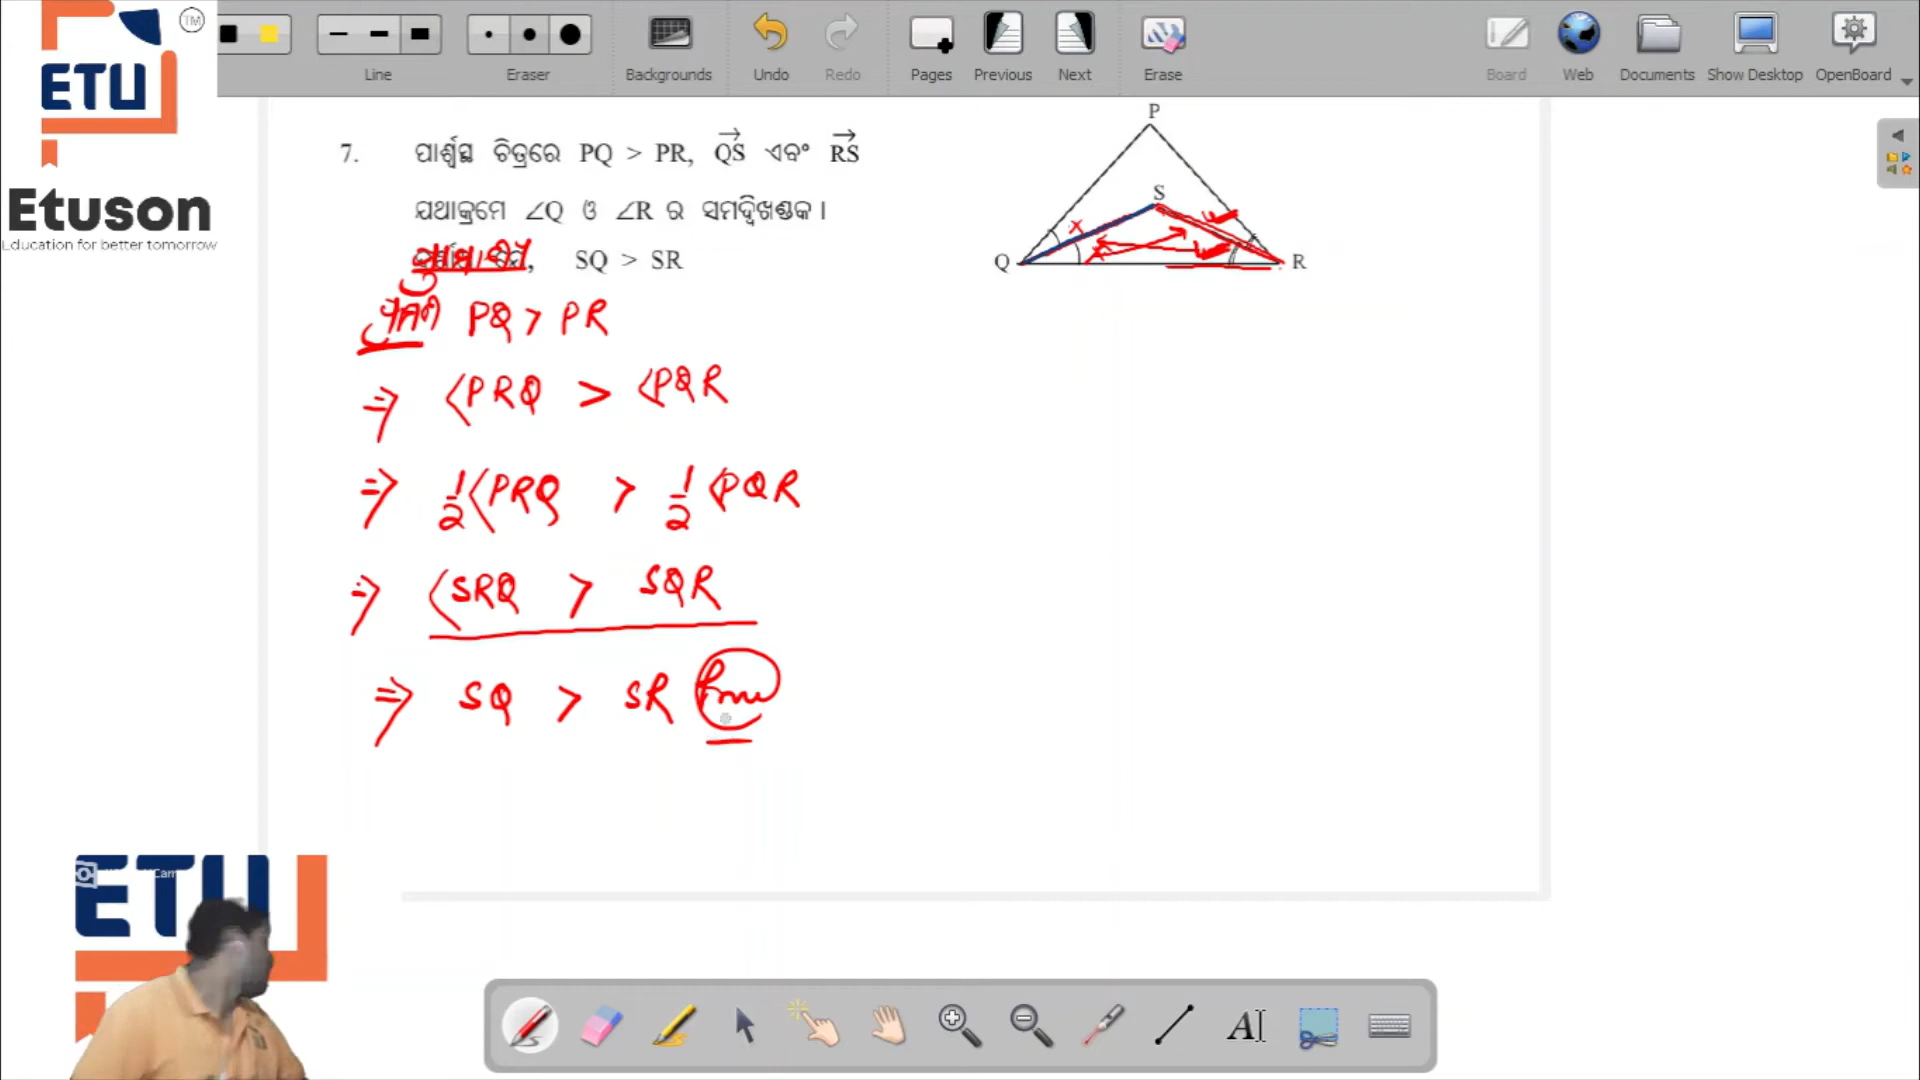 TM
ETU
Etuson
Education for better tomorrow
Line
Eraser
Backgrounds
Undo
Redo
Pages
Previous
Next
Erase
Board
Web
Documents
Show Desktop
OpenBoard
7. ପାର୍ଶ୍ଵସ୍ଥ ଚିତ୍ରରେ PQ > PR, QS→ ଏବଂ RS→
ଯଥାକ୍ରମେ ∠Q ଓ ∠R ର ସମଦ୍ଵିଖଣ୍ଡକ ।
SQ > SR
P
S
Q
R
x
x
PQ > PR
⇒ <PRQ > <PQR
⇒ 1/2 <PRQ > 1/2 <PQR
⇒ <SRQ > SQR
⇒ SQ > SR
ETU